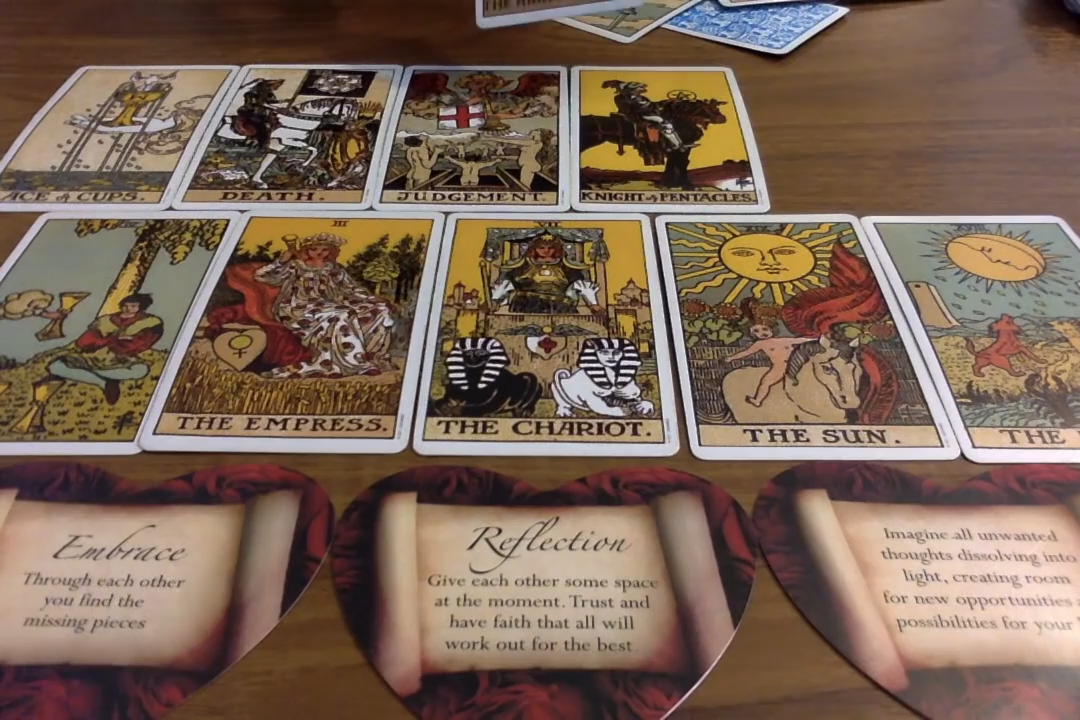 ACE of CUPS.
DEATH.
JUDGEMENT.
KNIGHT of PENTACLES.
III
THE EMPRESS.
VII
THE CHARIOT.
THE SUN.
XVIII
THE
Embrace
Through each other
you find the
missing pieces
Reflection
Give each other some space
at the moment. Trust and
have faith that all will
work out for the best.
Imagine all unwanted
thoughts dissolving into
light, creating room
for new opportunities
possibilities for your